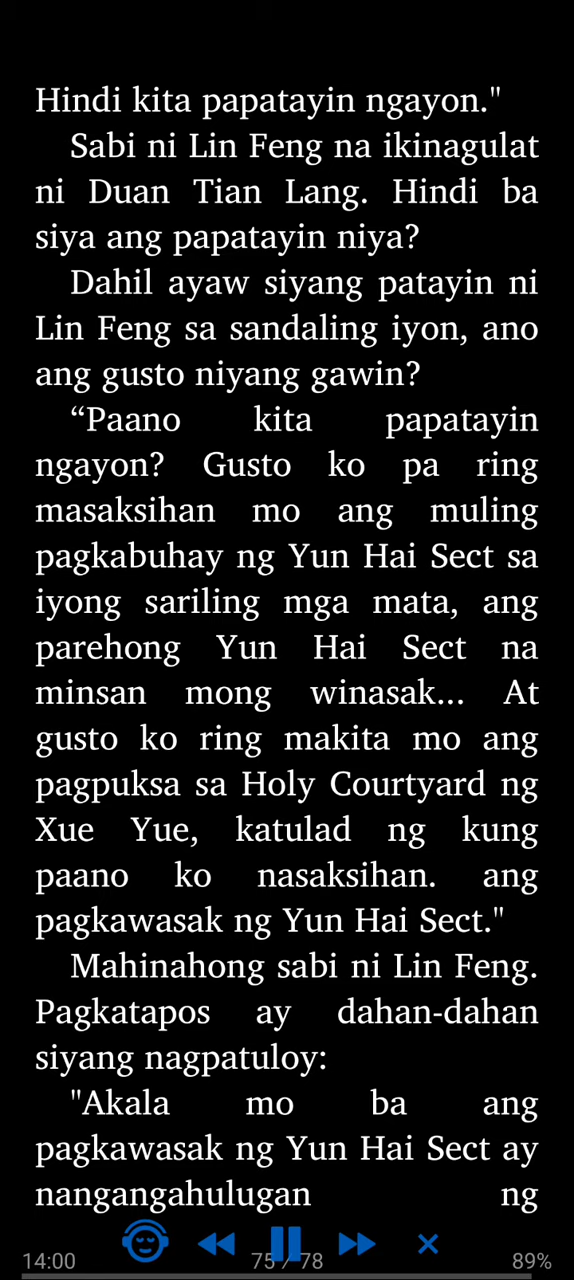 Hindi kita papatayin ngayon."
Sabi ni Lin Feng na ikinagulat
ni Duan Tian Lang. Hindi ba
siya ang papatayin niya?
Dahil ayaw siyang patayin ni
Lin Feng sa sandaling iyon, ano
ang gusto niyang gawin?
“Paano kita papatayin
ngayon? Gusto ko pa ring
masaksihan mo ang muling
pagkabuhay ng Yun Hai Sect sa
iyong sariling mga mata, ang
parehong Yun Hai Sect na
minsan mong winasak... At
gusto ko ring makita mo ang
pagpuksa sa Holy Courtyard ng
Xue Yue, katulad ng kung
paano ko nasaksihan. ang
pagkawasak ng Yun Hai Sect."
Mahinahong sabi ni Lin Feng.
Pagkatapos ay dahan-dahan
siyang nagpatuloy:
"Akala mo ba ang
pagkawasak ng Yun Hai Sect ay
nangangahulugan ng
14:00 75 / 78 89%